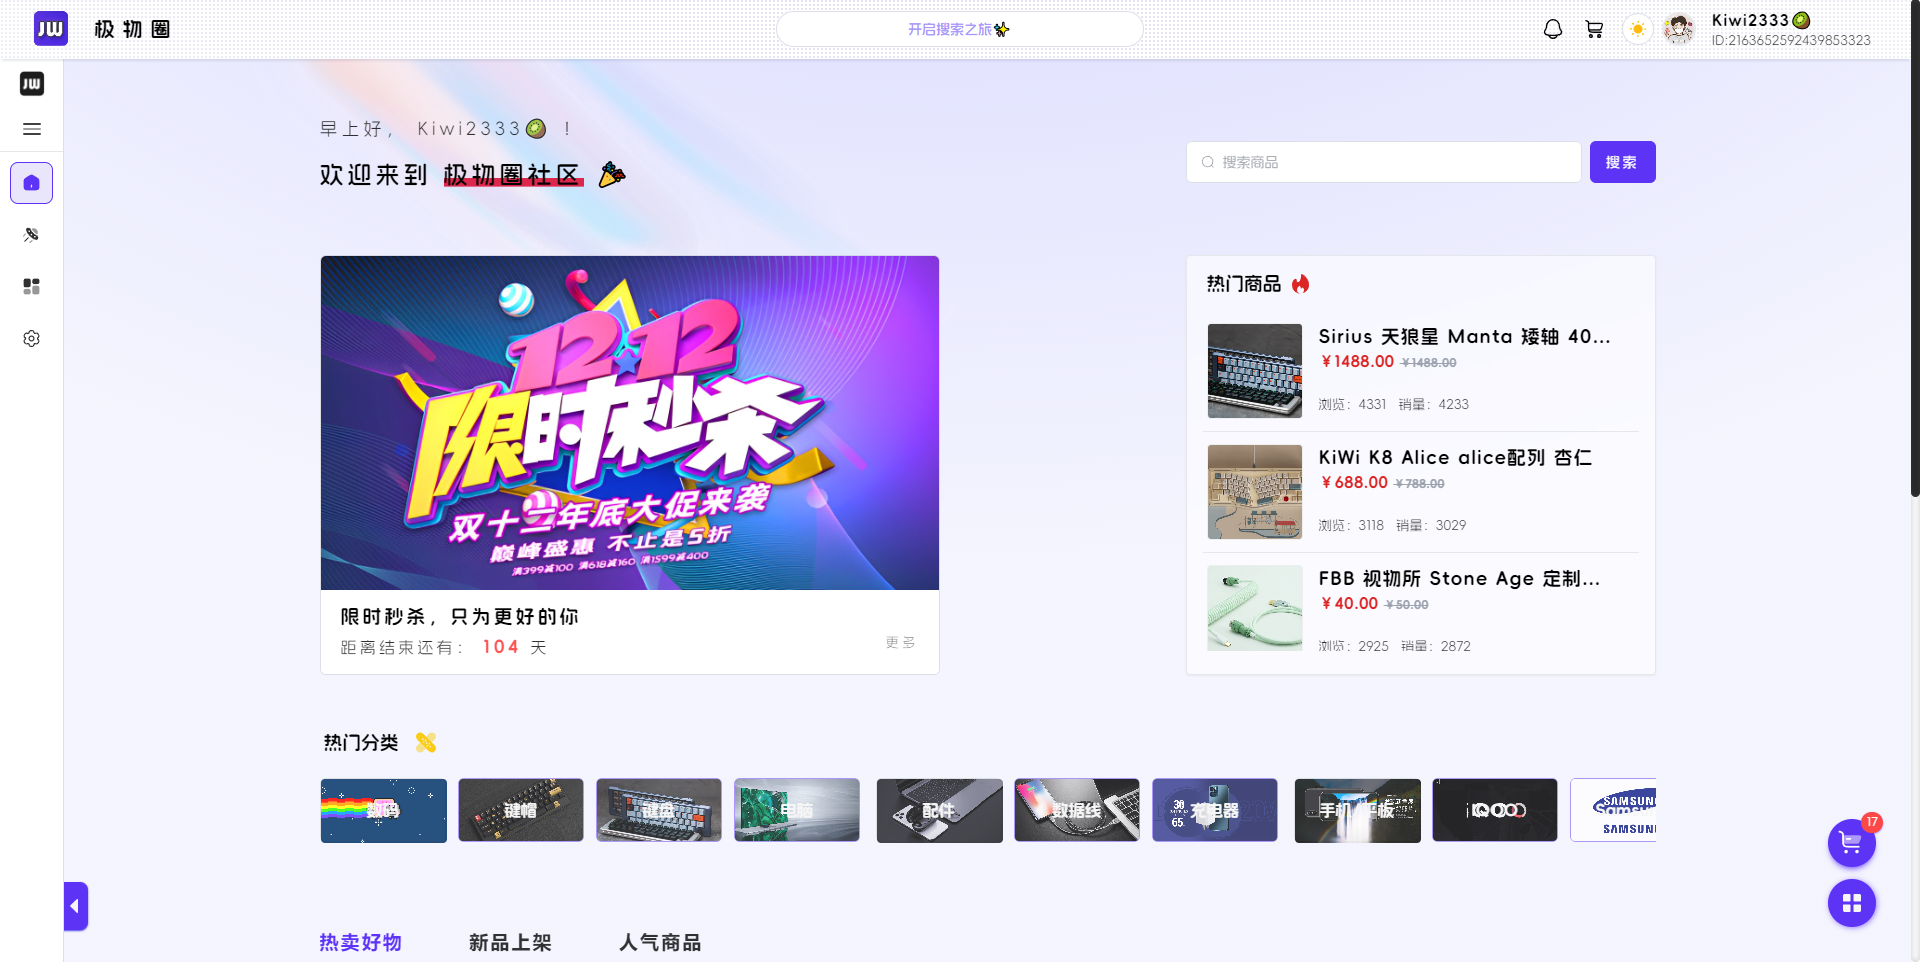 JW 极物圈
开启搜索之旅✨
Kiwi2333🥝
ID:2163652592439853323
JW
早上好， Kiwi2333🥝 ！
欢迎来到 极物圈社区 🎉
搜索商品
搜索
12.12
限时秒杀
双十二年底大促来袭
巅峰盛惠 不止是5折
满399减100 满618减160 满1599减400
限时秒杀，只为更好的你
距离结束还有： 104 天
更多
热门商品
Sirius 天狼星 Manta 矮轴 40...
￥1488.00 ￥1488.00
浏览：4331 销量：4233
KiWi K8 Alice alice配列 杏仁
￥688.00 ￥788.00
浏览：3118 销量：3029
FBB 视物所 Stone Age 定制...
￥40.00 ￥50.00
浏览：2925 销量：2872
热门分类
数码
键帽
键盘
电脑
配件
数据线
充电器
手机/平板
iQOO
SAMSUNG
17
热卖好物 新品上架 人气商品